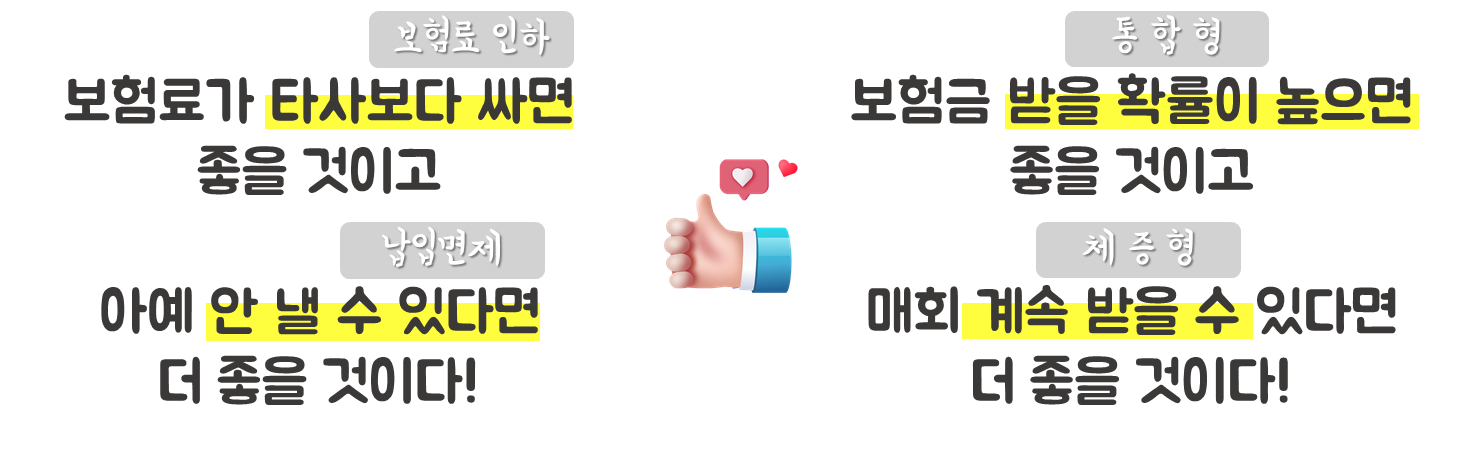 보험료 인하
보험료가 타사보다 싸면
좋을 것이고
납입면제
아예 안 낼 수 있다면
더 좋을 것이다!
통 합 형
보험금 받을 확률이 높으면
좋을 것이고
체 증 형
매회 계속 받을 수 있다면
더 좋을 것이다!